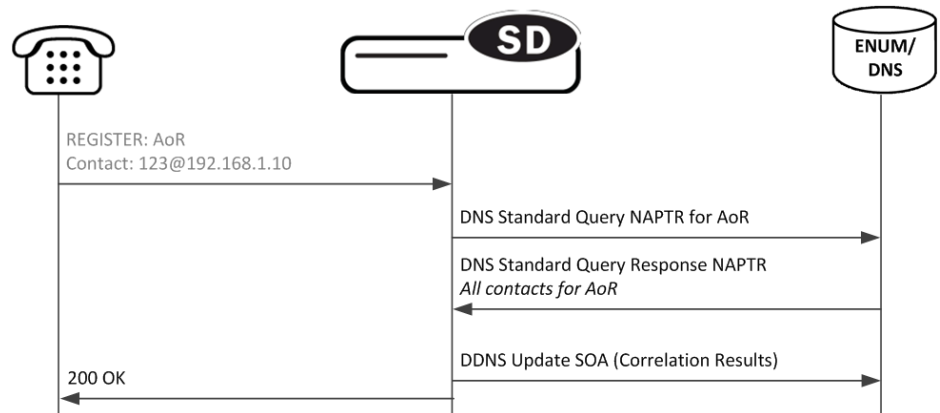 SD
ENUM/
DNS
REGISTER: AoR
Contact: 123@192.168.1.10
DNS Standard Query NAPTR for AoR
DNS Standard Query Response NAPTR
All contacts for AoR
DDNS Update SOA (Correlation Results)
200 OK